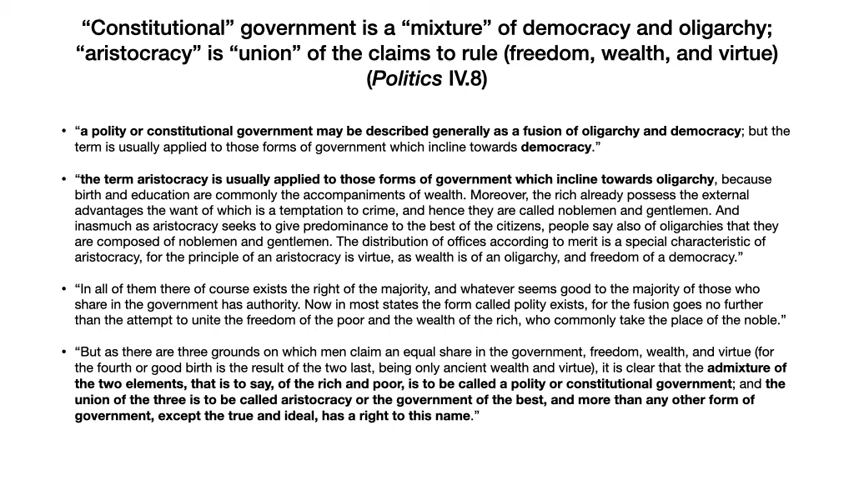 “Constitutional” government is a “mixture” of democracy and oligarchy;
“aristocracy” is “union” of the claims to rule (freedom, wealth, and virtue)
(Politics IV.8)
• “a polity or constitutional government may be described generally as a fusion of oligarchy and democracy; but the
term is usually applied to those forms of government which incline towards democracy.”
• “the term aristocracy is usually applied to those forms of government which incline towards oligarchy, because
birth and education are commonly the accompaniments of wealth. Moreover, the rich already possess the external
advantages the want of which is a temptation to crime, and hence they are called noblemen and gentlemen. And
inasmuch as aristocracy seeks to give predominance to the best of the citizens, people say also of oligarchies that they
are composed of noblemen and gentlemen. The distribution of offices according to merit is a special characteristic of
aristocracy, for the principle of an aristocracy is virtue, as wealth is of an oligarchy, and freedom of a democracy.”
• “In all of them there of course exists the right of the majority, and whatever seems good to the majority of those who
share in the government has authority. Now in most states the form called polity exists, for the fusion goes no further
than the attempt to unite the freedom of the poor and the wealth of the rich, who commonly take the place of the noble.”
• “But as there are three grounds on which men claim an equal share in the government, freedom, wealth, and virtue (for
the fourth or good birth is the result of the two last, being only ancient wealth and virtue), it is clear that the admixture
of the two elements, that is to say, of the rich and poor, is to be called a polity or constitutional government; and the
union of the three is to be called aristocracy or the government of the best, and more than any other form of
government, except the true and ideal, has a right to this name.”